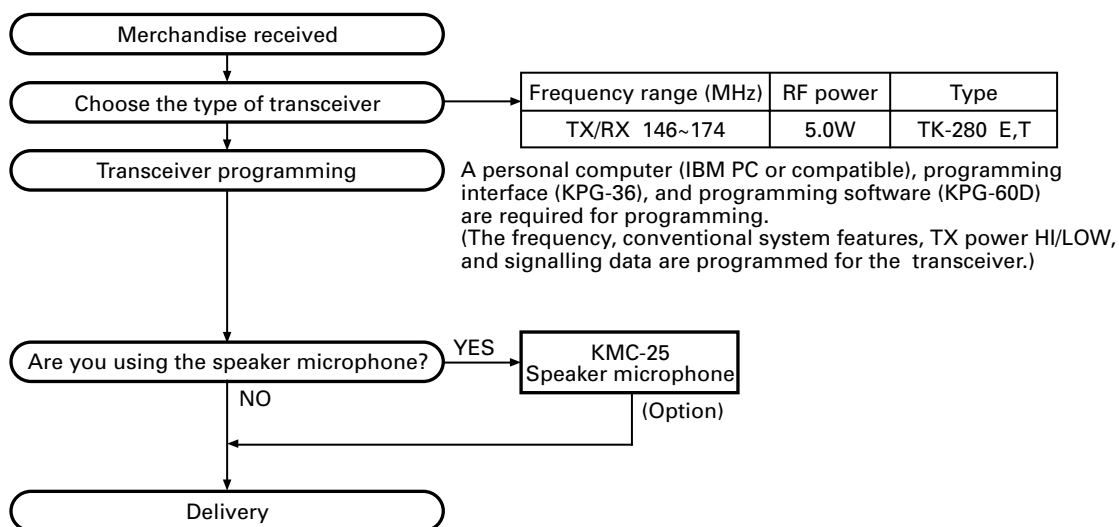 Merchandise received
Choose the type of transceiver
Frequency range (MHz) RF power Type
TX/RX 146~174 5.0W TK-280 E,T
Transceiver programming
A personal computer (IBM PC or compatible), programming
interface (KPG-36), and programming software (KPG-60D)
are required for programming.
(The frequency, conventional system features, TX power HI/LOW,
and signalling data are programmed for the transceiver.)
Are you using the speaker microphone?
YES
KMC-25
Speaker microphone
(Option)
NO
Delivery